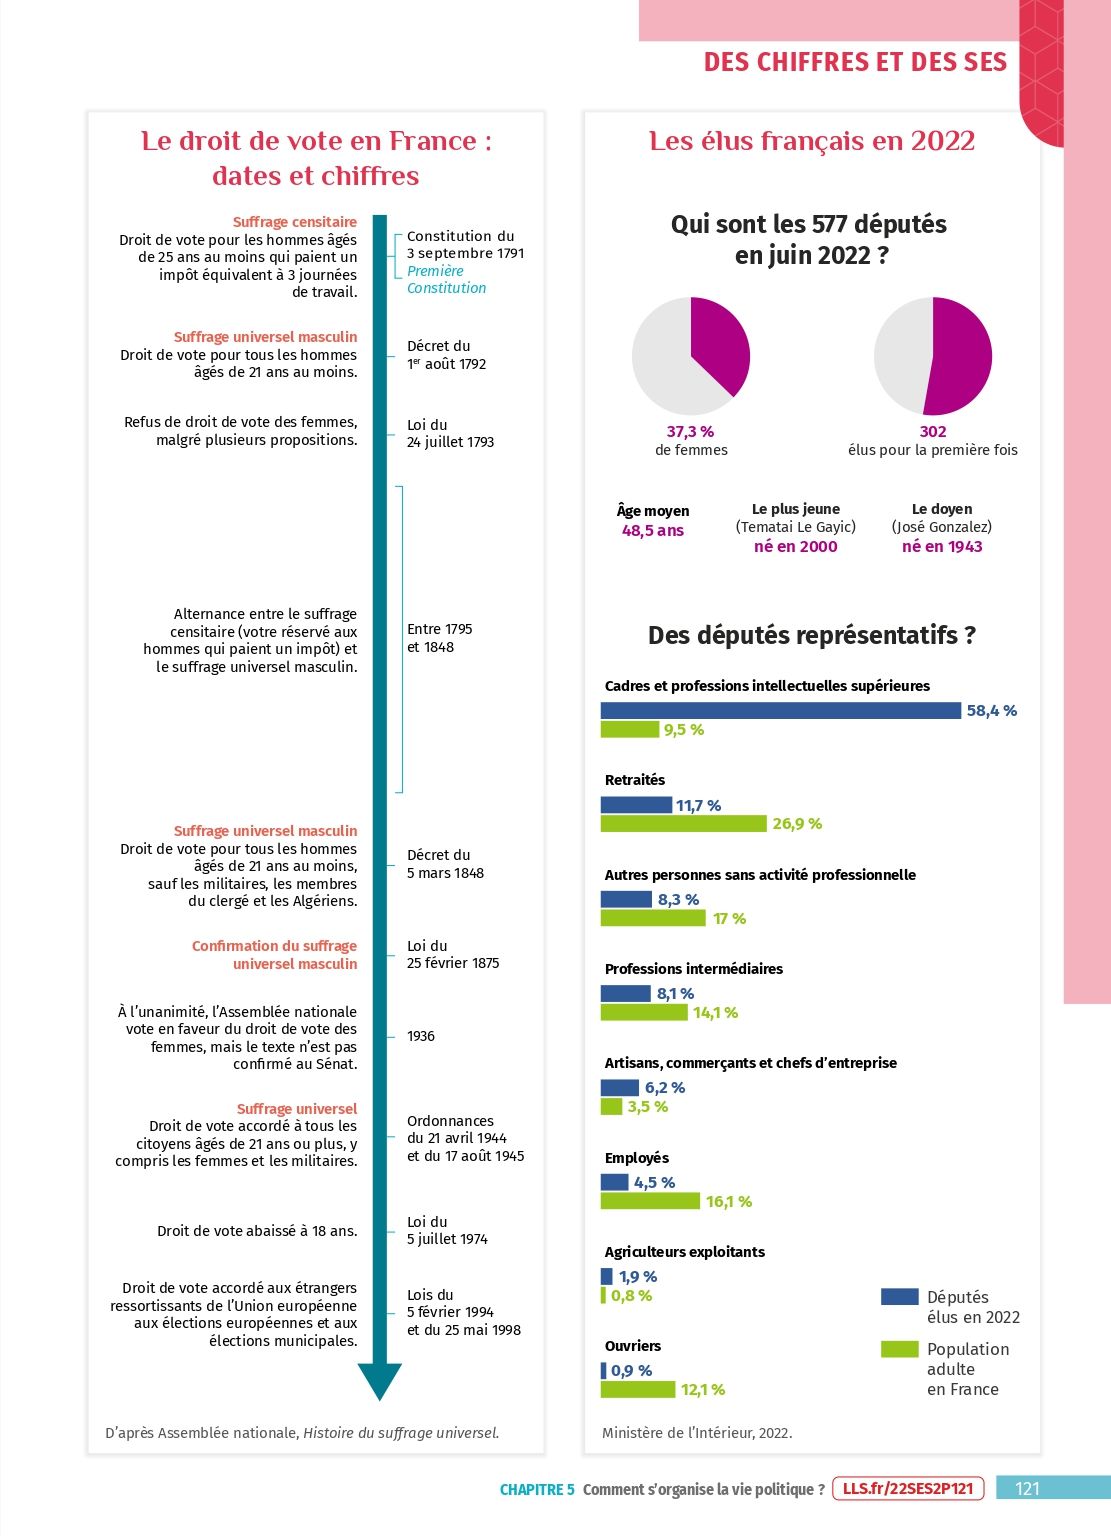 DES CHIFFRES ET DES SES
Le droit de vote en France :
dates et chiffres
Suffrage censitaire
Droit de vote pour les hommes âgés
de 25 ans au moins qui paient un
impôt équivalent à 3 journées
de travail.
Constitution du
3 septembre 1791
Première
Constitution
Suffrage universel masculin
Droit de vote pour tous les hommes
âgés de 21 ans au moins.
Décret du
1er août 1792
Refus de droit de vote des femmes,
malgré plusieurs propositions.
Loi du
24 juillet 1793
Alternance entre le suffrage
censitaire (votre réservé aux
hommes qui paient un impôt) et
le suffrage universel masculin.
Entre 1795
et 1848
Suffrage universel masculin
Droit de vote pour tous les hommes
âgés de 21 ans au moins,
sauf les militaires, les membres
du clergé et les Algériens.
Décret du
5 mars 1848
Confirmation du suffrage
universel masculin
Loi du
25 février 1875
À l’unanimité, l’Assemblée nationale
vote en faveur du droit de vote des
femmes, mais le texte n’est pas
confirmé au Sénat.
1936
Suffrage universel
Droit de vote accordé à tous les
citoyens âgés de 21 ans ou plus, y
compris les femmes et les militaires.
Ordonnances
du 21 avril 1944
et du 17 août 1945
Droit de vote abaissé à 18 ans.
Loi du
5 juillet 1974
Droit de vote accordé aux étrangers
ressortissants de l’Union européenne
aux élections européennes et aux
élections municipales.
Lois du
5 février 1994
et du 25 mai 1998
D’après Assemblée nationale, Histoire du suffrage universel.
Les élus français en 2022
Qui sont les 577 députés
en juin 2022 ?
37,3 %
de femmes
302
élus pour la première fois
Âge moyen
48,5 ans
Le plus jeune
(Tematai Le Gayic)
né en 2000
Le doyen
(José Gonzalez)
né en 1943
Des députés représentatifs ?
Cadres et professions intellectuelles supérieures
58,4 %
9,5 %
Retraités
11,7 %
26,9 %
Autres personnes sans activité professionnelle
8,3 %
17 %
Professions intermédiaires
8,1 %
14,1 %
Artisans, commerçants et chefs d’entreprise
6,2 %
3,5 %
Employés
4,5 %
16,1 %
Agriculteurs exploitants
1,9 %
0,8 %
Ouvriers
0,9 %
12,1 %
Députés
élus en 2022
Population
adulte
en France
Ministère de l’Intérieur, 2022.
CHAPITRE 5 Comment s’organise la vie politique ? LLS.fr/22SES2P121 121